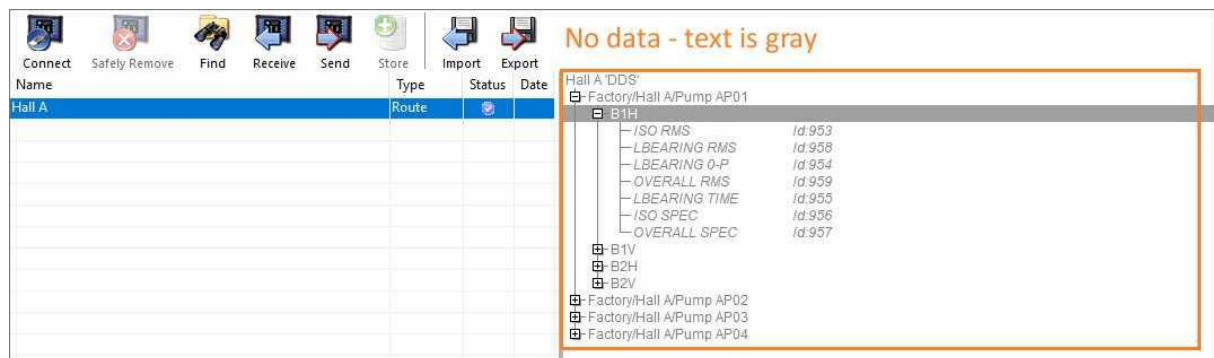 No data - text is gray
Connect Safely Remove Find Receive Send Store Import Export
Name Type Status Date
Hall A Route
Hall A 'DDS'
Factory/Hall A/Pump AP01
B1H
ISO RMS Id:953
LBEARING RMS Id:958
LBEARING 0-P Id:954
OVERALL RMS Id:959
LBEARING TIME Id:955
ISO SPEC Id:956
OVERALL SPEC Id:957
B1V
B2H
B2V
Factory/Hall A/Pump AP02
Factory/Hall A/Pump AP03
Factory/Hall A/Pump AP04